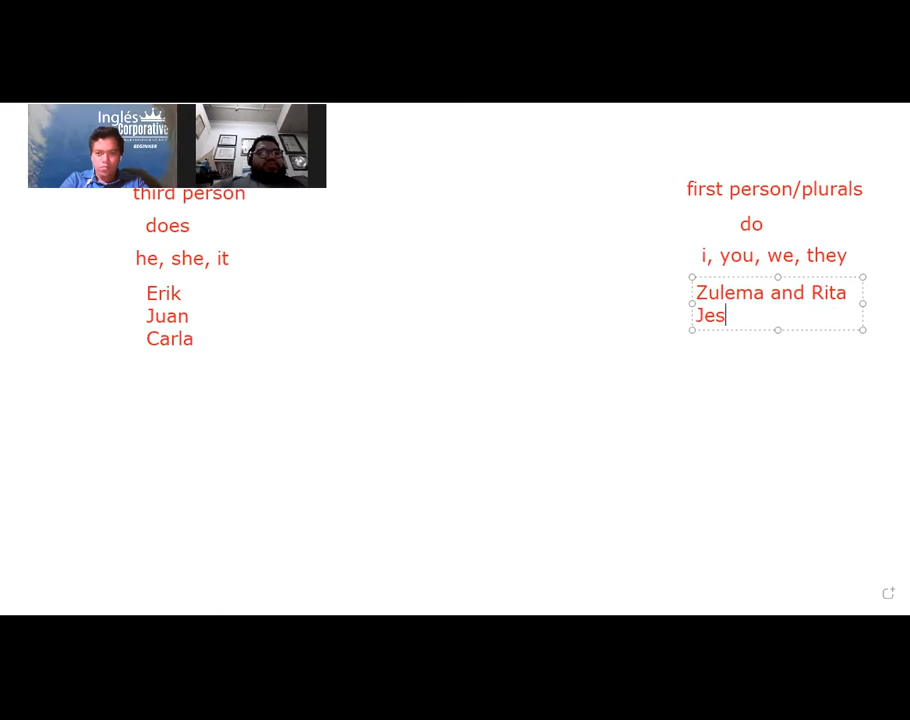 Inglés
Corporativo
BEGINNER
third person
does
he, she, it
Erik
Juan
Carla
first person/plurals
do
i, you, we, they
Zulema and Rita
Jes